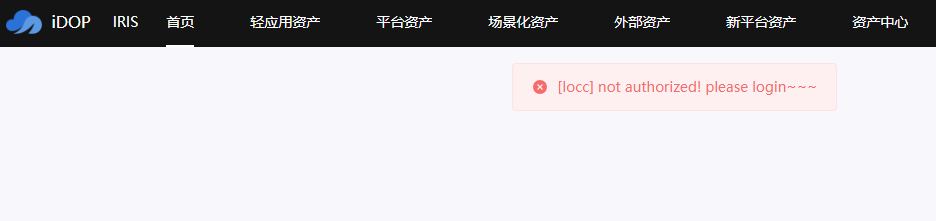 iDOP IRIS 首页 轻应用资产 平台资产 场景化资产 外部资产 新平台资产 资产中心
[locc] not authorized! please login~~~